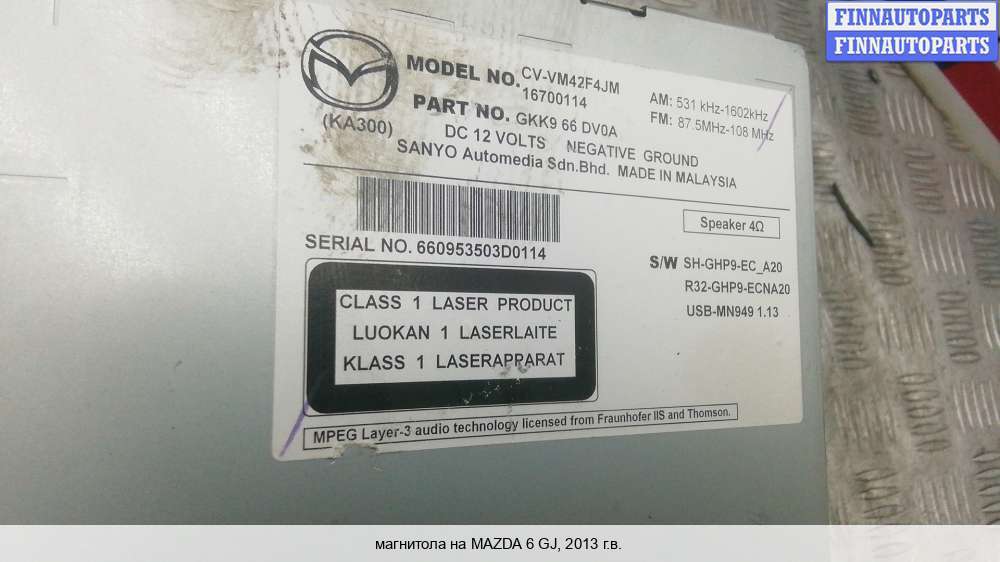 FINNAUTOPARTS
FINNAUTOPARTS
MODEL NO. CV-VM42F4JM
16700114
PART NO. GKK9 66 DV0A
(KA300)
DC 12 VOLTS NEGATIVE GROUND
SANYO Automedia Sdn.Bhd. MADE IN MALAYSIA
AM: 531 kHz-1602kHz
FM: 87.5MHz-108 MHz
Speaker 4Ω
SERIAL NO. 660953503D0114
S/W SH-GHP9-EC_A20
R32-GHP9-ECNA20
USB-MN949 1.13
CLASS 1 LASER PRODUCT
LUOKAN 1 LASERLAITE
KLASS 1 LASERAPPARAT
MPEG Layer-3 audio technology licensed from Fraunhofer IIS and Thomson.
магнитола на MAZDA 6 GJ, 2013 г.в.